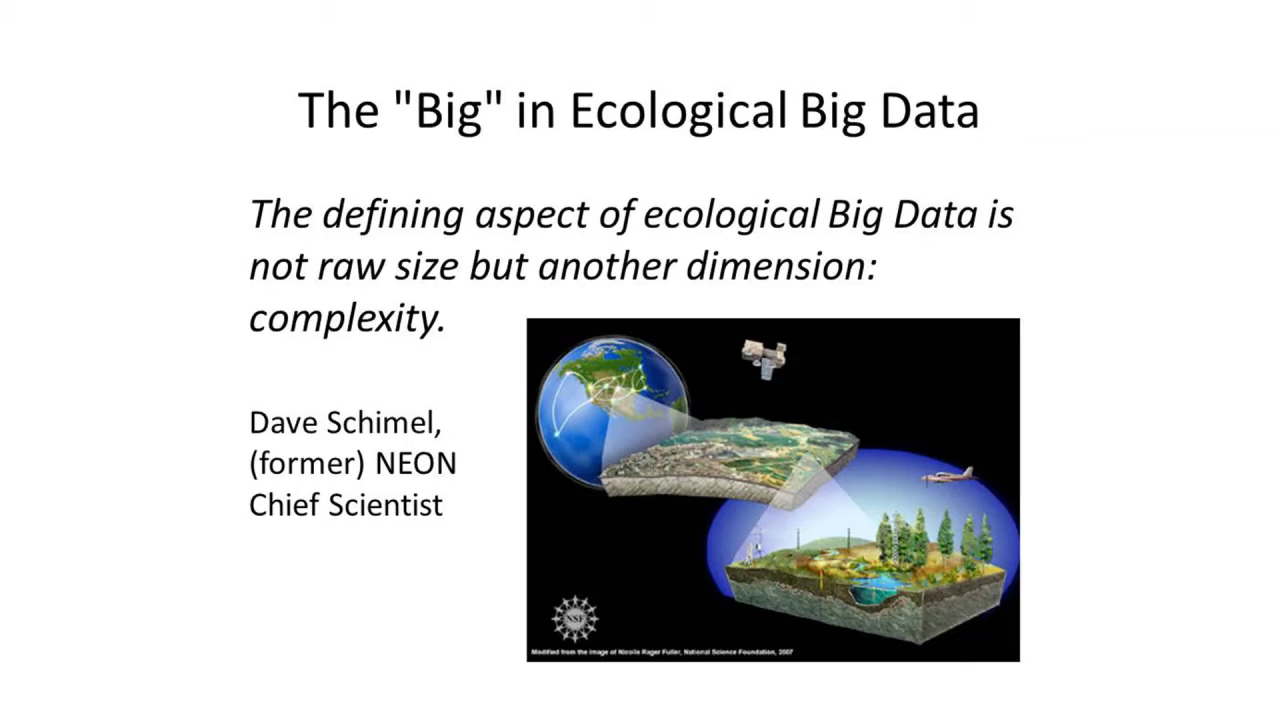 The "Big" in Ecological Big Data
The defining aspect of ecological Big Data is
not raw size but another dimension:
complexity.
Dave Schimel,
(former) NEON
Chief Scientist
NSF
Modified from the image of Nicolle Rager Fuller, National Science Foundation, 2007